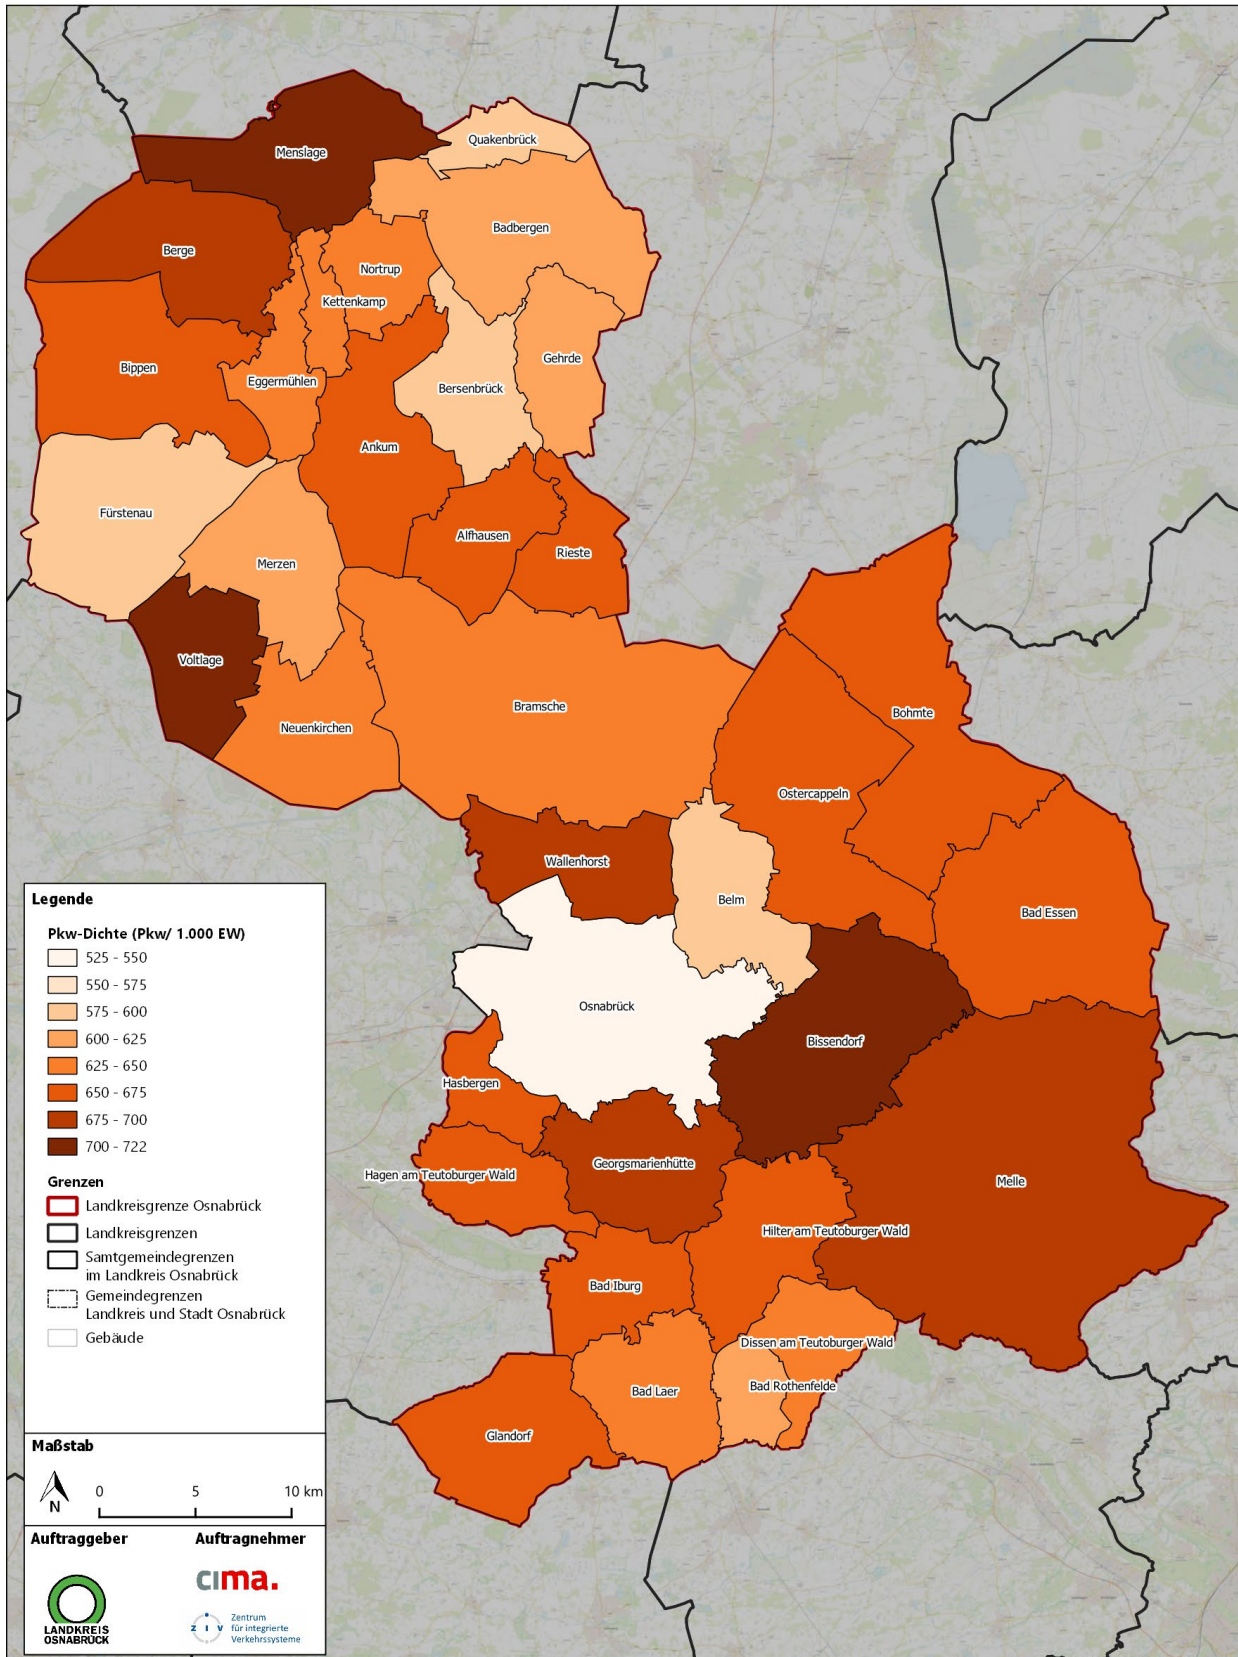 Menslage
Quakenbrück
Badbergen
Berge
Nortrup
Kettenkamp
Gehrde
Bippen
Eggermühlen
Bersenbrück
Ankum
Fürstenau
Alfhausen
Rieste
Merzen
Voltlage
Bramsche
Neuenkirchen
Bohmte
Ostercappeln
Wallenhorst
Belm
Bad Essen
Osnabrück
Bissendorf
Hasbergen
Georgsmarienhütte
Hagen am Teutoburger Wald
Melle
Hilter am Teutoburger Wald
Bad Iburg
Dissen am Teutoburger Wald
Bad Rothenfelde
Bad Laer
Glandorf
Legende
Pkw-Dichte (Pkw/ 1.000 EW)
525 - 550
550 - 575
575 - 600
600 - 625
625 - 650
650 - 675
675 - 700
700 - 722
Grenzen
Landkreisgrenze Osnabrück
Landkreisgrenzen
Samtgemeindegrenzen
im Landkreis Osnabrück
Gemeindegrenzen
Landkreis und Stadt Osnabrück
Gebäude
Maßstab
N
0 5 10 km
Auftraggeber
Auftragnehmer
LANDKREIS
OSNABRÜCK
cima.
ZIV
Zentrum
für integrierte
Verkehrssysteme